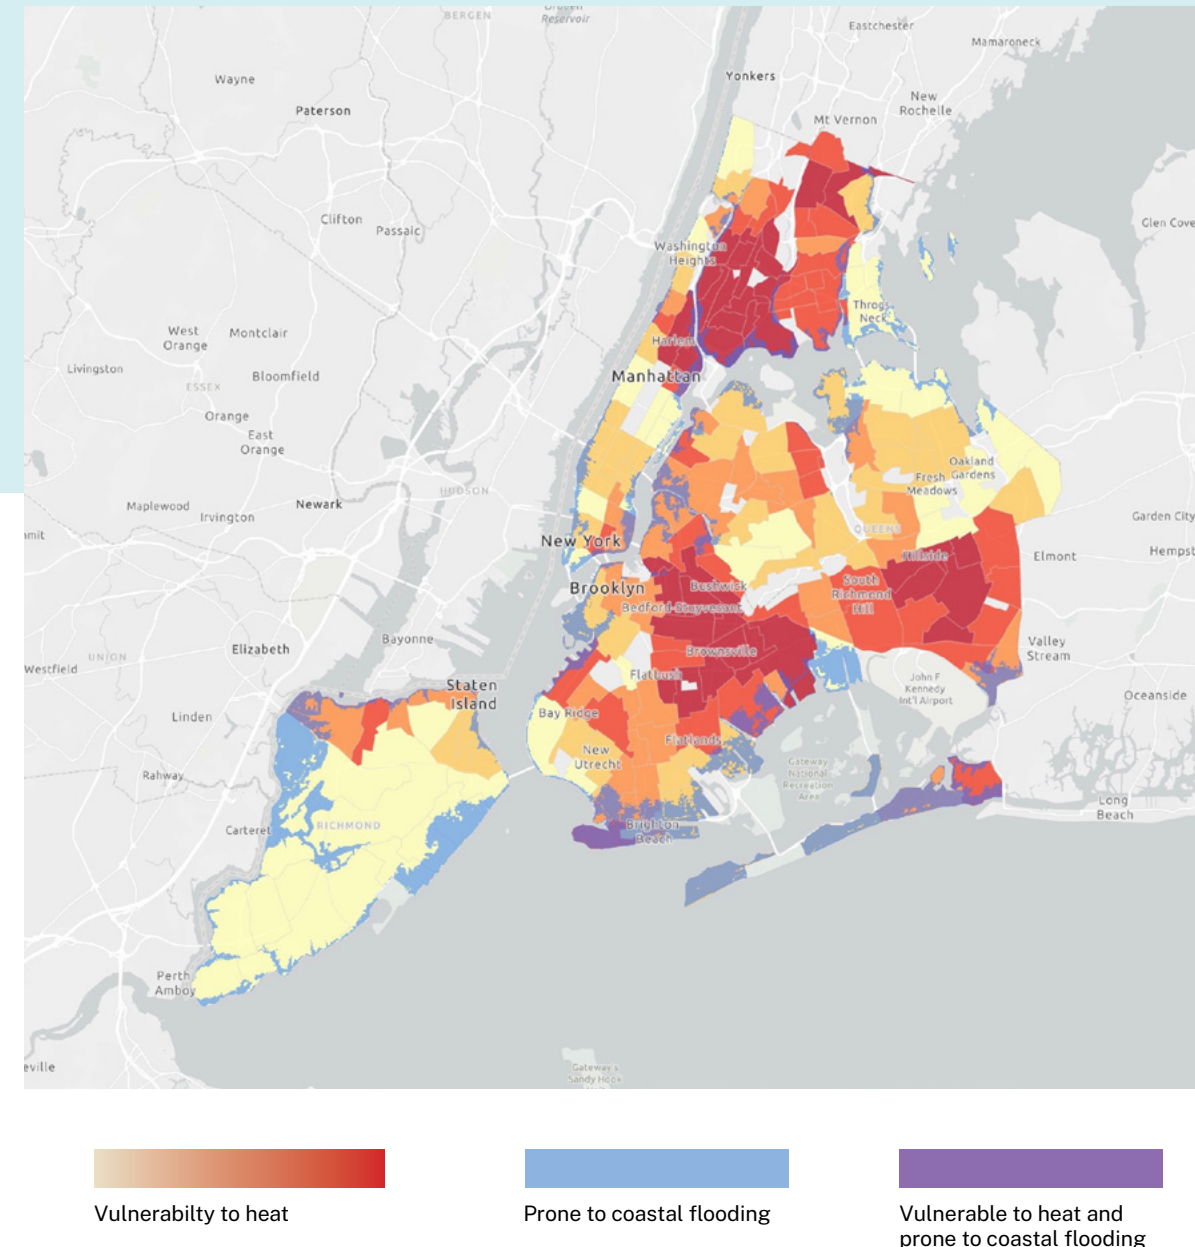 BERGEN
Reservoir
Eastchester
Mamaroneck
Wayne
Yonkers
Paterson
New
Rochelle
Mt Vernon
Clifton
Passaic
Glen Cove
Washington
Heights
Throgs
Neck
West
Orange
Montclair
Harlem
Livingston
Bloomfield
Manhattan
ESSEX
Orange
East
Orange
Oakland
Gardens
Fresh
Meadows
HUDSON
Maplewood
Newark
Irvington
Garden City
QUEENS
New York
Hillside
Elmont
Hempst
Brooklyn
Bushwick
South
Richmond
Hill
Bedford-Stuyvesant
Bayonne
Valley
Stream
UNION
Elizabeth
Brownsville
Westfield
Flatbush
John F
Kennedy
Int'l Airport
Staten
Island
Oceanside
Linden
Bay Ridge
Flatlands
New
Utrecht
Rahway
Gateway
National
Recreation
Area
Long
Beach
Carteret
RICHMOND
Brighton
Beach
Perth
Amboy
eville
Gateway's
Sandy Hook
Vulnerabilty to heat
Prone to coastal flooding
Vulnerable to heat and
prone to coastal flooding